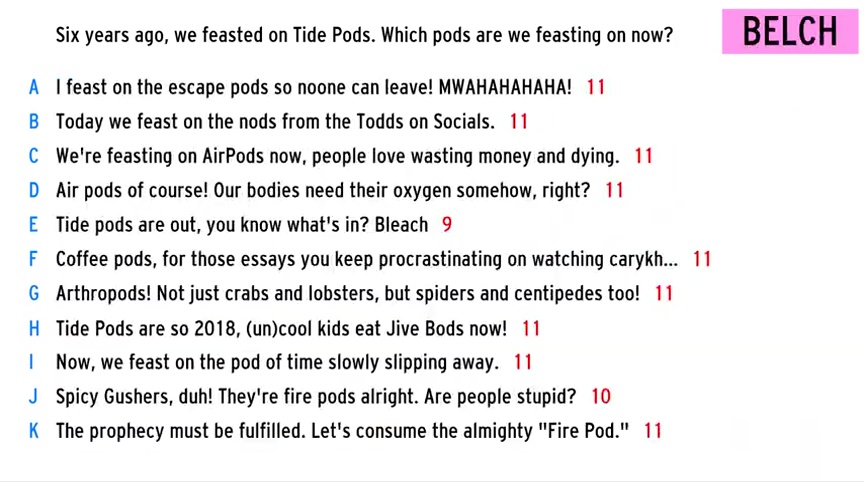 Six years ago, we feasted on Tide Pods. Which pods are we feasting on now?
BELCH
A I feast on the escape pods so noone can leave! MWAHAHAHAHA! 11
B Today we feast on the nods from the Todds on Socials. 11
C We're feasting on AirPods now, people love wasting money and dying. 11
D Air pods of course! Our bodies need their oxygen somehow, right? 11
E Tide pods are out, you know what's in? Bleach 9
F Coffee pods, for those essays you keep procrastinating on watching carykh... 11
G Arthropods! Not just crabs and lobsters, but spiders and centipedes too! 11
H Tide Pods are so 2018, (un)cool kids eat Jive Bods now! 11
I Now, we feast on the pod of time slowly slipping away. 11
J Spicy Gushers, duh! They're fire pods alright. Are people stupid? 10
K The prophecy must be fulfilled. Let's consume the almighty "Fire Pod." 11